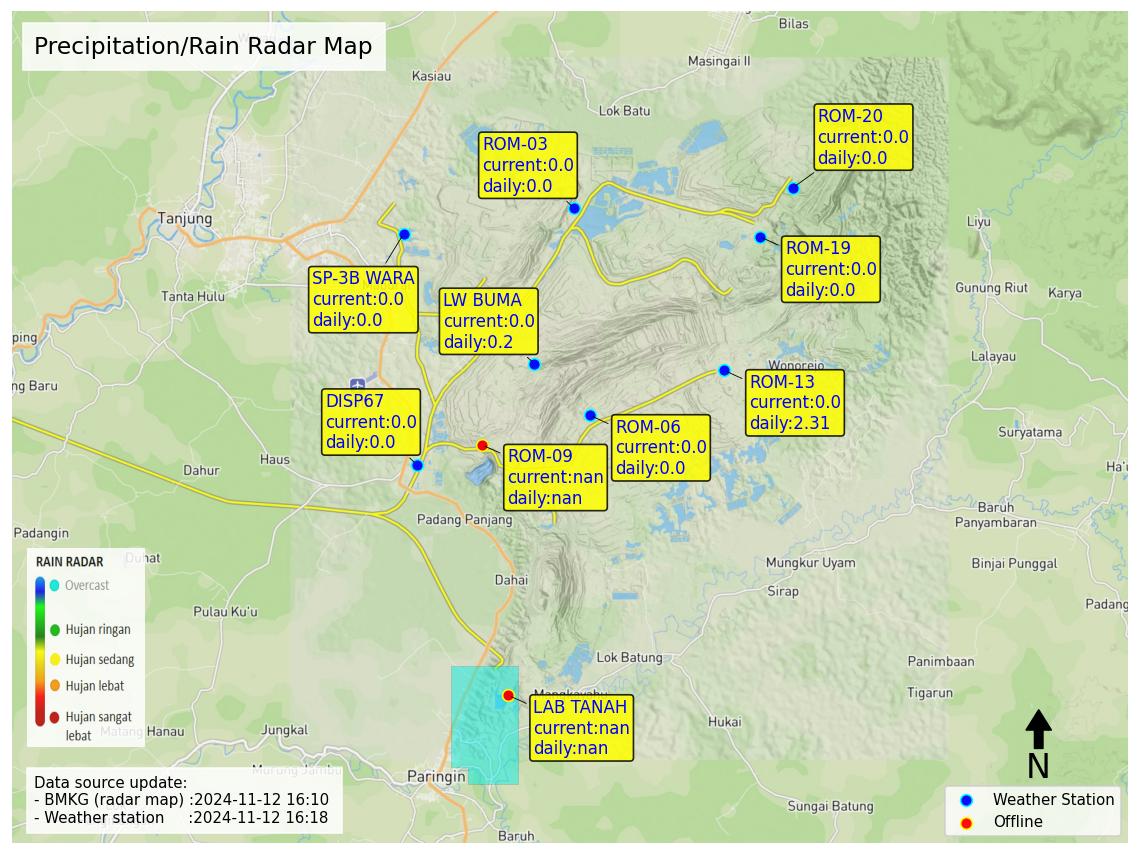 Precipitation/Rain Radar Map
Bilas
Masingai II
Kasiau
Lok Batu
ROM-20
current:0.0
daily:0.0
ROM-03
current:0.0
daily:0.0
Tanjung
Liyu
ROM-19
current:0.0
daily:0.0
SP-3B WARA
current:0.0
daily:0.0
Tanta Hulu
LW BUMA
current:0.0
daily:0.2
Gunung Riut
Karya
ping
Layalau
Wonorejo
ng Baru
ROM-13
current:0.0
daily:2.31
DISP67
current:0.0
daily:0.0
ROM-06
current:0.0
daily:0.0
Suryatama
ROM-09
current:nan
daily:nan
Haus
Dahur
Ha'u
Baruh
Panyambaran
Padang Panjang
Padangin
Duhat
Mungkur Uyam
Binjai Punggal
RAIN RADAR
Overcast
Hujan ringan
Hujan sedang
Hujan lebat
Hujan sangat
lebat
Dahai
Sirap
Padang
Pulau Ku'u
Lok Batung
Panimbaan
Tigarun
LAB TANAH
current:nan
daily:nan
Matang Hanau
Jungkal
Hukai
N
Murung Jambu
Paringin
Data source update:
- BMKG (radar map) :2024-11-12 16:10
- Weather station :2024-11-12 16:18
Sungai Batung
Baruh
Weather Station
Offline